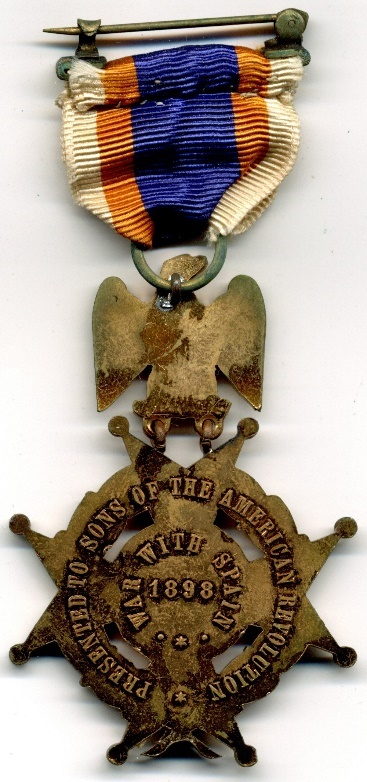 PRESENTED TO SONS OF THE AMERICAN REVOLUTION
WAR WITH SPAIN
1898